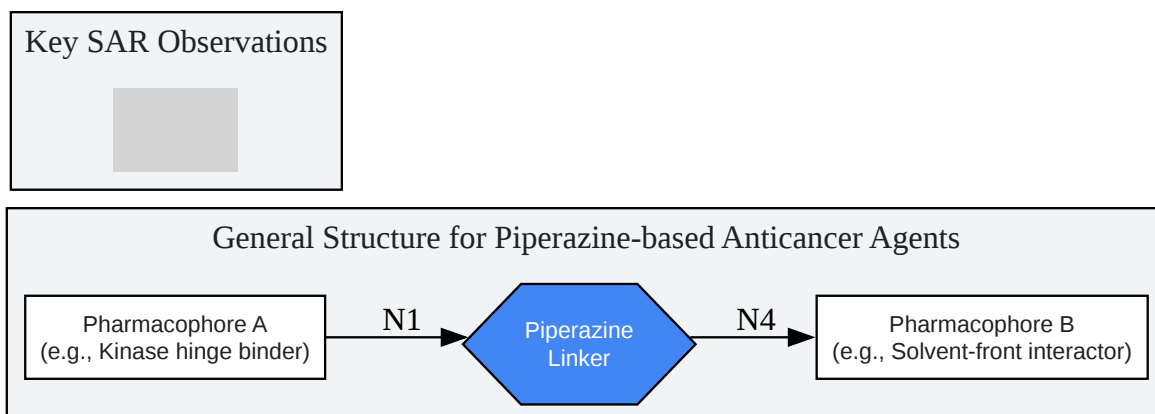 Key SAR Observations
General Structure for Piperazine-based Anticancer Agents
Pharmacophore A
(e.g., Kinase hinge binder)
N1
Piperazine
Linker
N4
Pharmacophore B
(e.g., Solvent-front interactor)